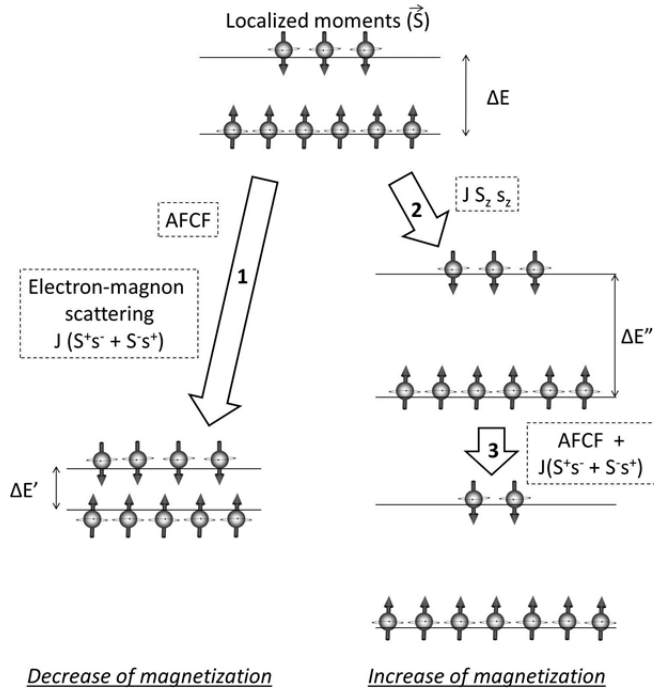 Localized moments (S⃗)
ΔE
AFCF
1
2
J Sz sz
Electron-magnon
scattering
J (S⁺s⁻ + S⁻s⁺)
ΔE’’
3
AFCF +
J(S⁺s⁻ + S⁻s⁺)
ΔE’
Decrease of magnetization
Increase of magnetization